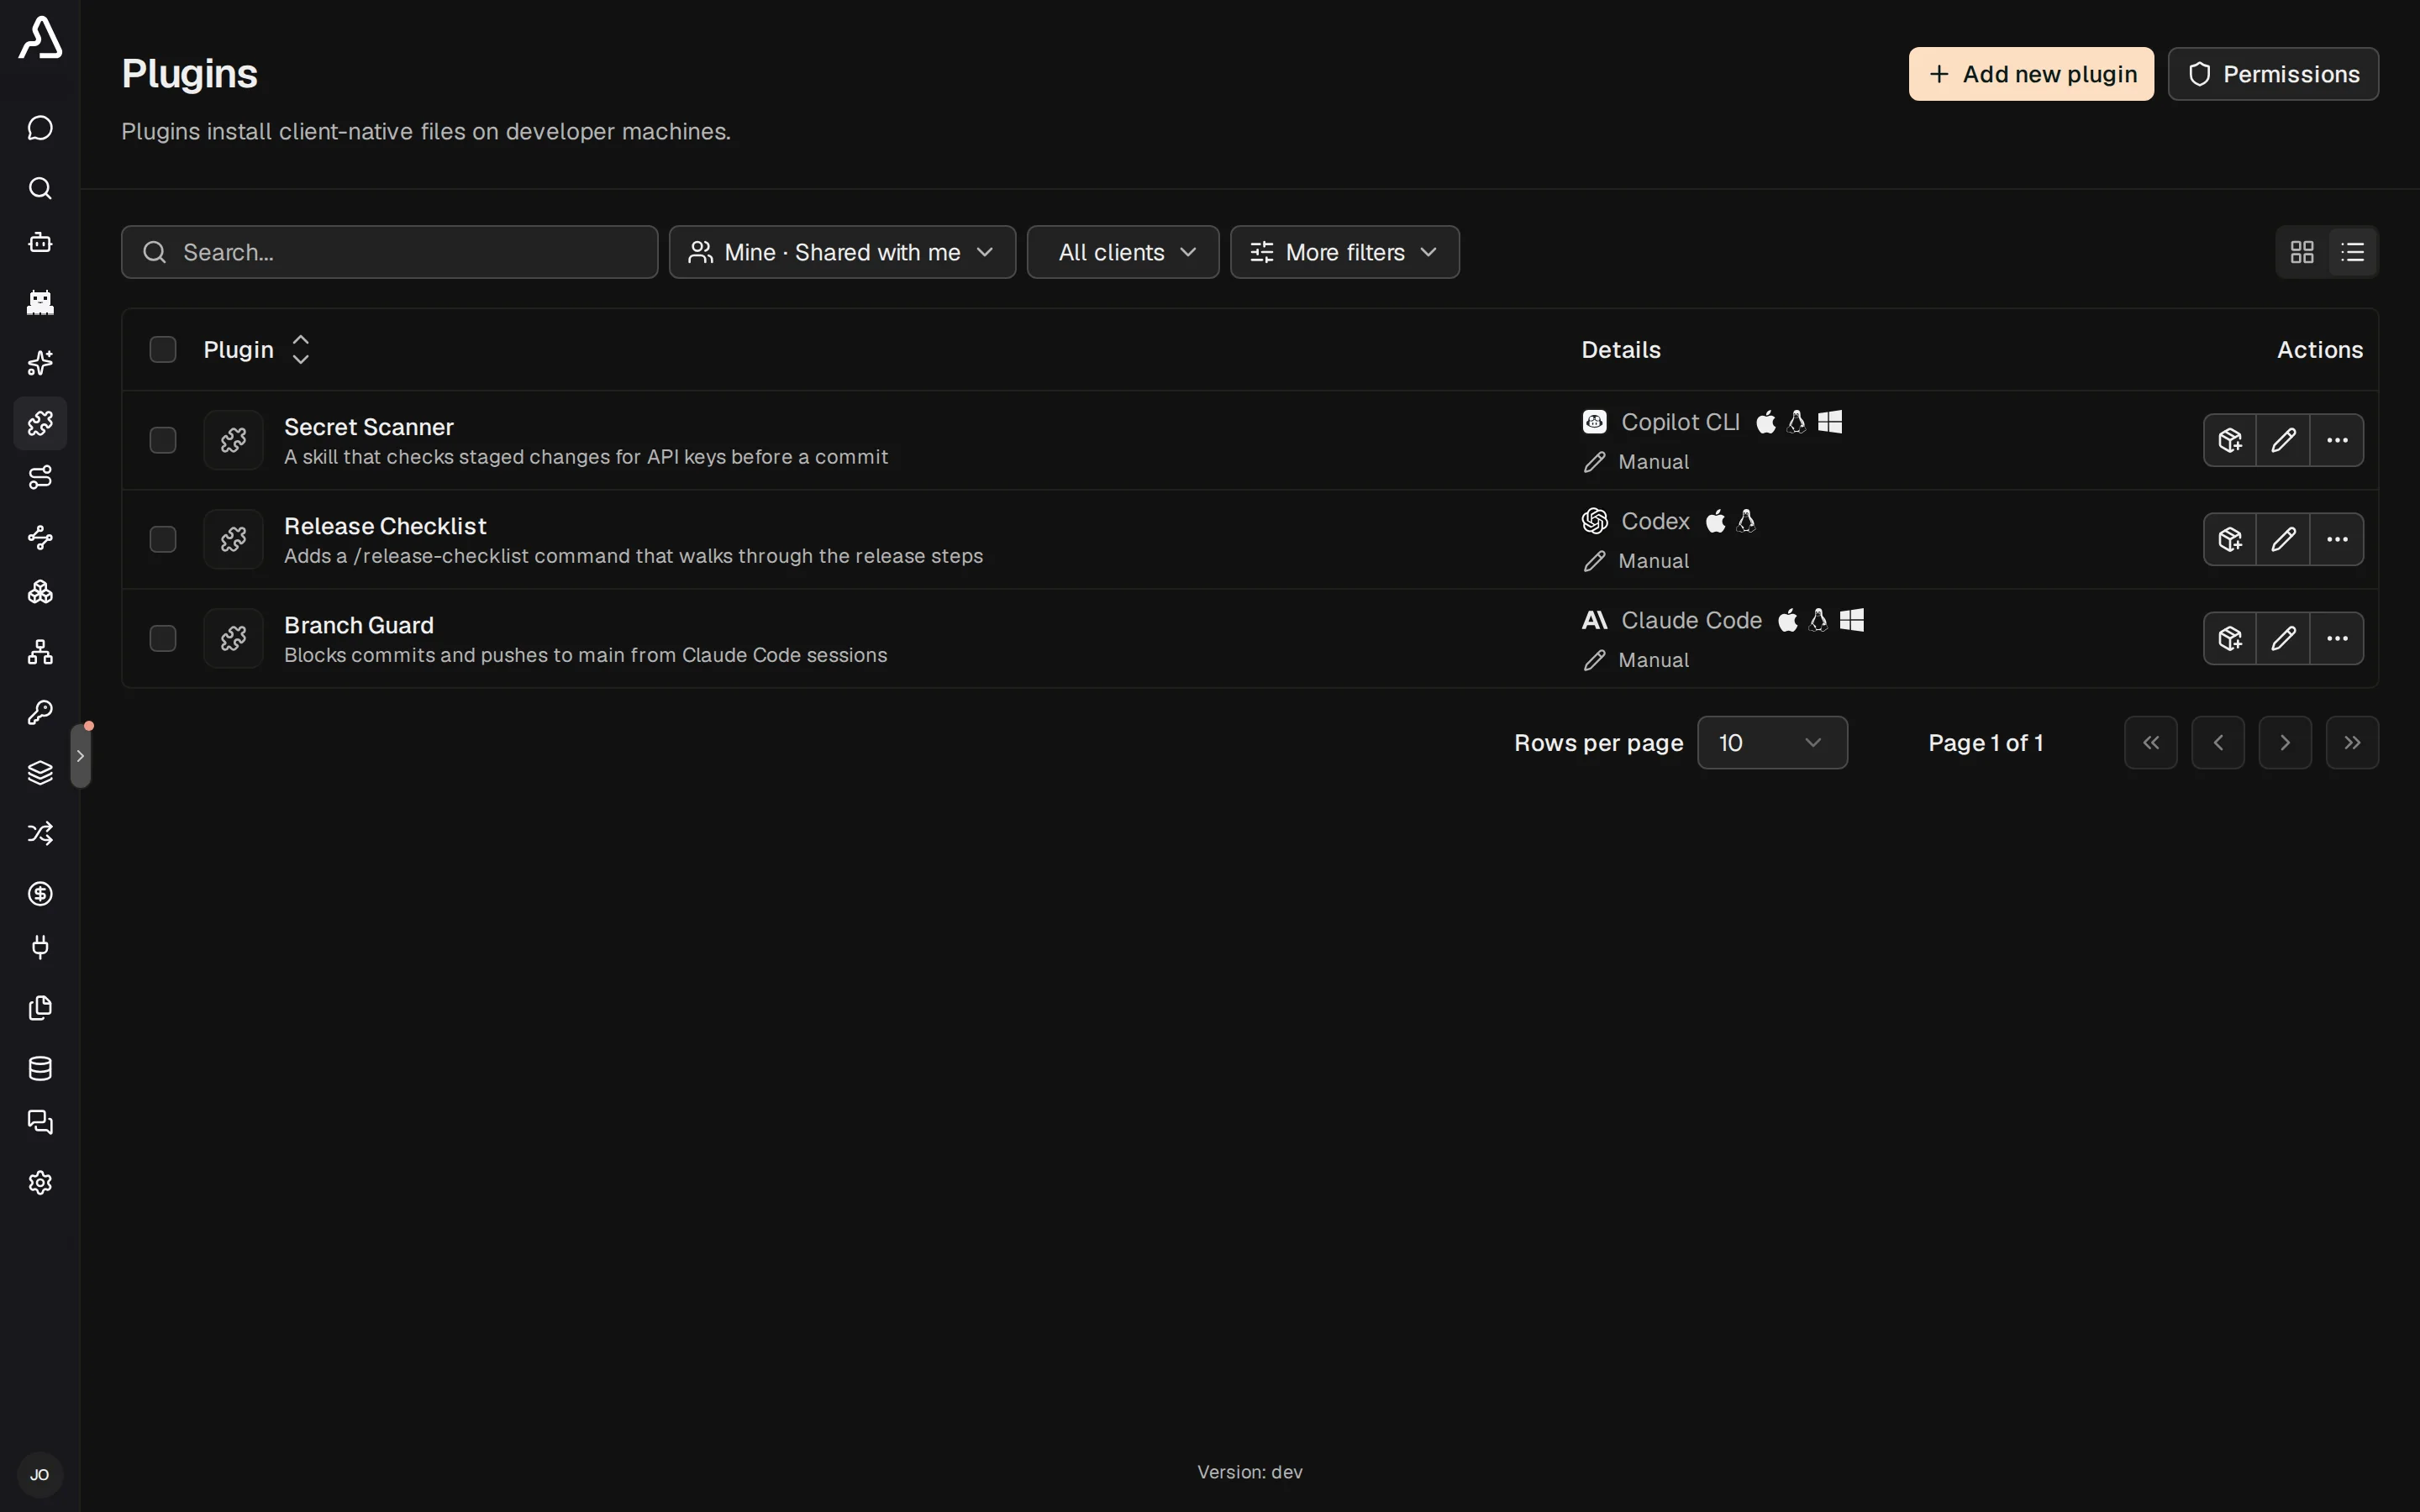 Plugins
Add new plugin
Permissions
Plugins install client-native files on developer machines.
Search...
Mine · Shared with me
All clients
More filters
Plugin
Details
Actions
Secret Scanner
A skill that checks staged changes for API keys before a commit
Copilot CLI
Manual
Release Checklist
Adds a /release-checklist command that walks through the release steps
Codex
Manual
Branch Guard
Blocks commits and pushes to main from Claude Code sessions
Claude Code
Manual
Rows per page
10
Page 1 of 1
Version: dev
JO